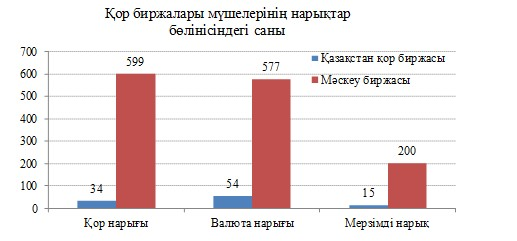 Қор биржалары мүшелерінің нарықтар
бөлінісіндегі саны
700
600
500
400
300
200
100
0
599
577
200
34
54
15
Қазақстан қор биржасы
Мәскеу биржасы
Қор нарығы
Валюта нарығы
Мерзімді нарық